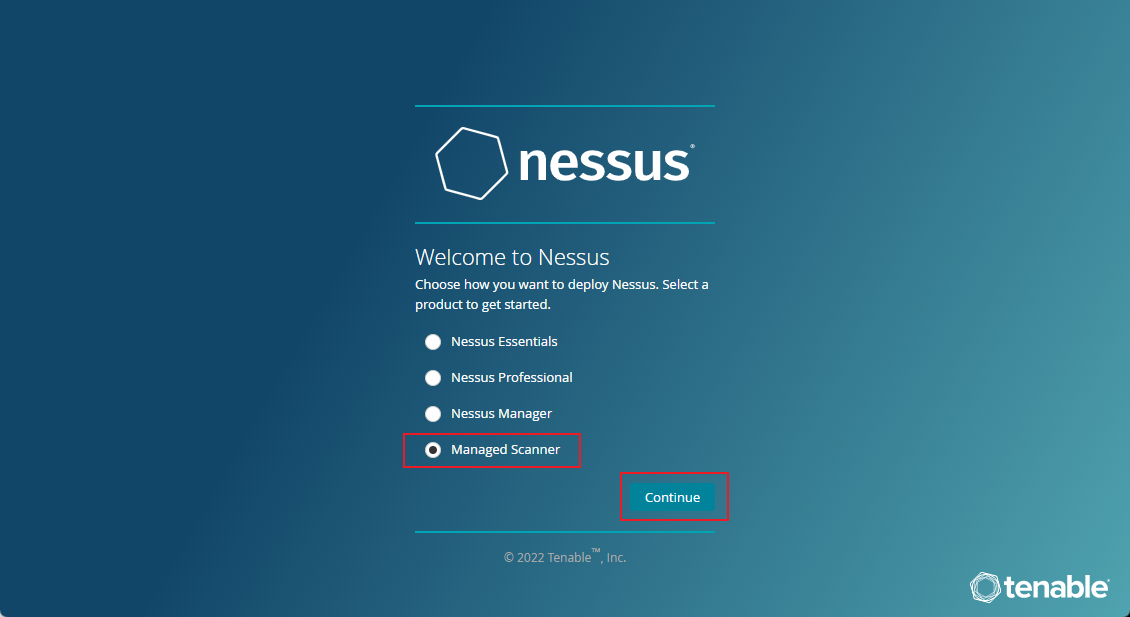 nessus®
Welcome to Nessus
Choose how you want to deploy Nessus. Select a
product to get started.
Nessus Essentials
Nessus Professional
Nessus Manager
Managed Scanner
Continue
© 2022 Tenable™, Inc.
tenable®